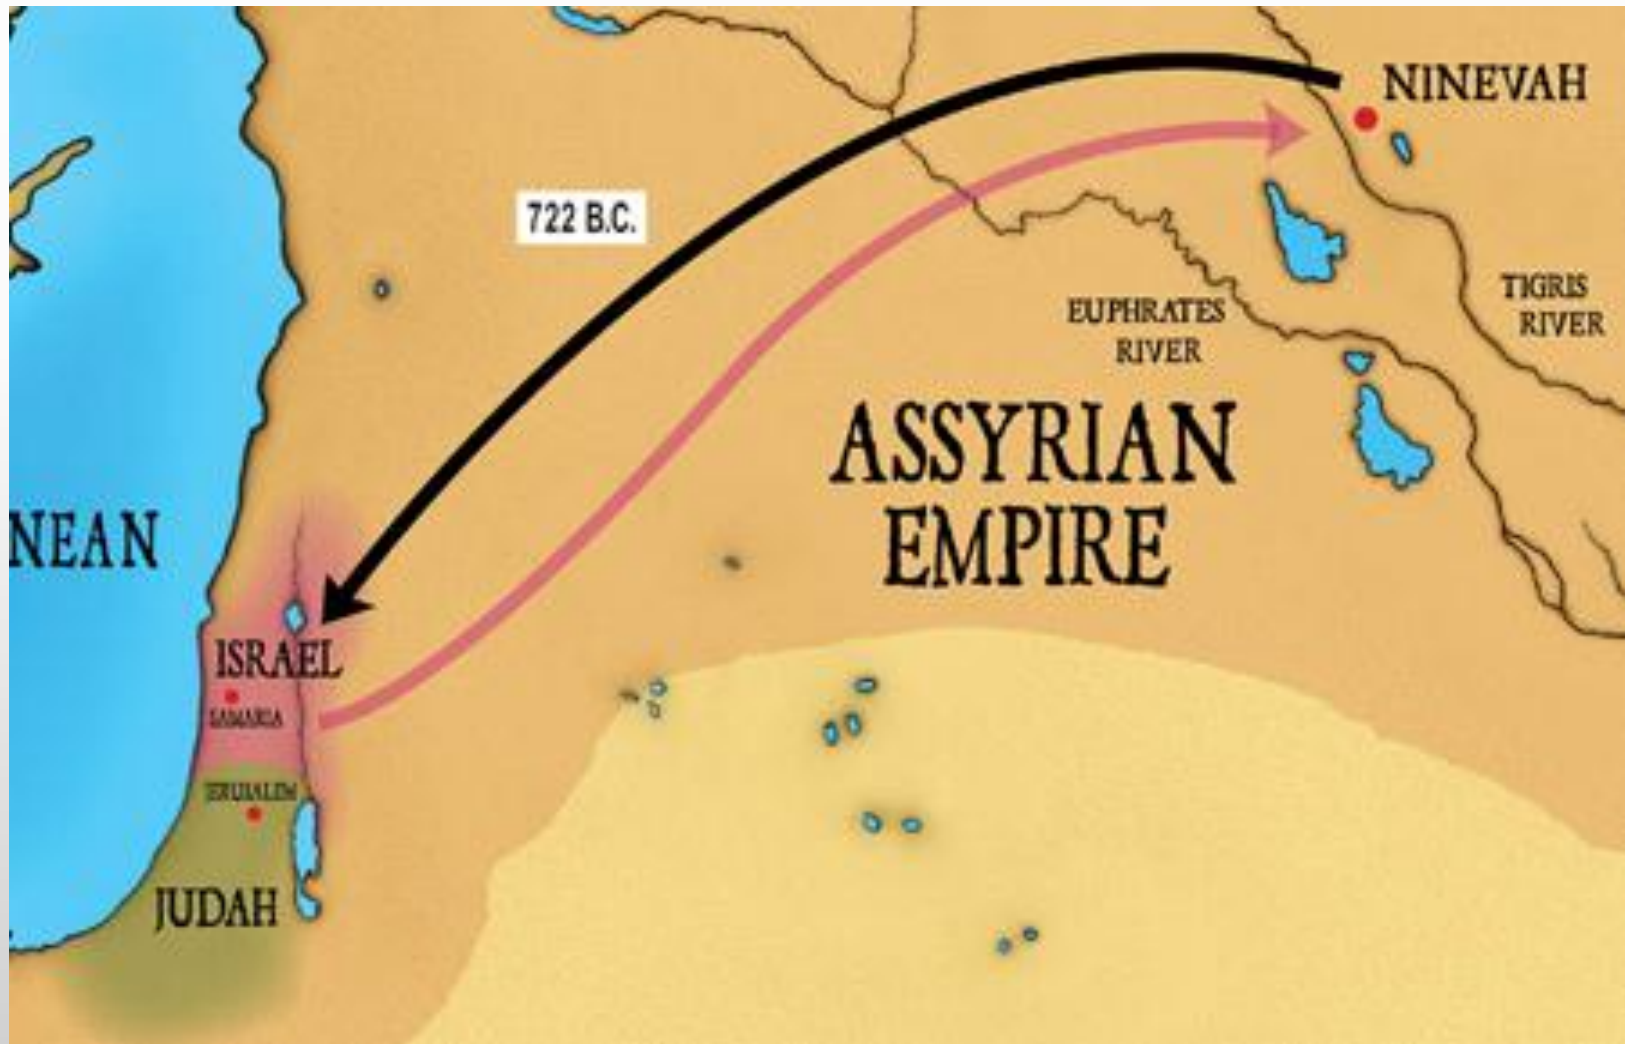 NINEVAH
722 B.C.
TIGRIS
RIVER
EUPHRATES
RIVER
ASSYRIAN
EMPIRE
NEAN
ISRAEL
SAMARIA
JERUSALEM
JUDAH